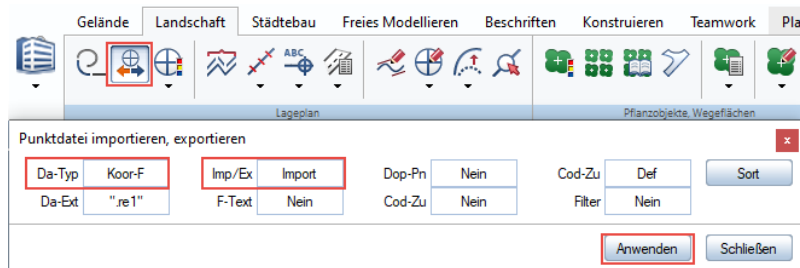 Gelände Landschaft Städtebau Freies Modellieren Beschriften Konstruieren Teamwork Pla
ABC
Lageplan Pflanzobjekte, Wegeflächen
Punktdatei importieren, exportieren x
Da-Typ Koor-F Imp/Ex Import Dop-Pn Nein Cod-Zu Def Sort
Da-Ext ".re1" F-Text Nein Cod-Zu Nein Filter Nein
Anwenden Schließen